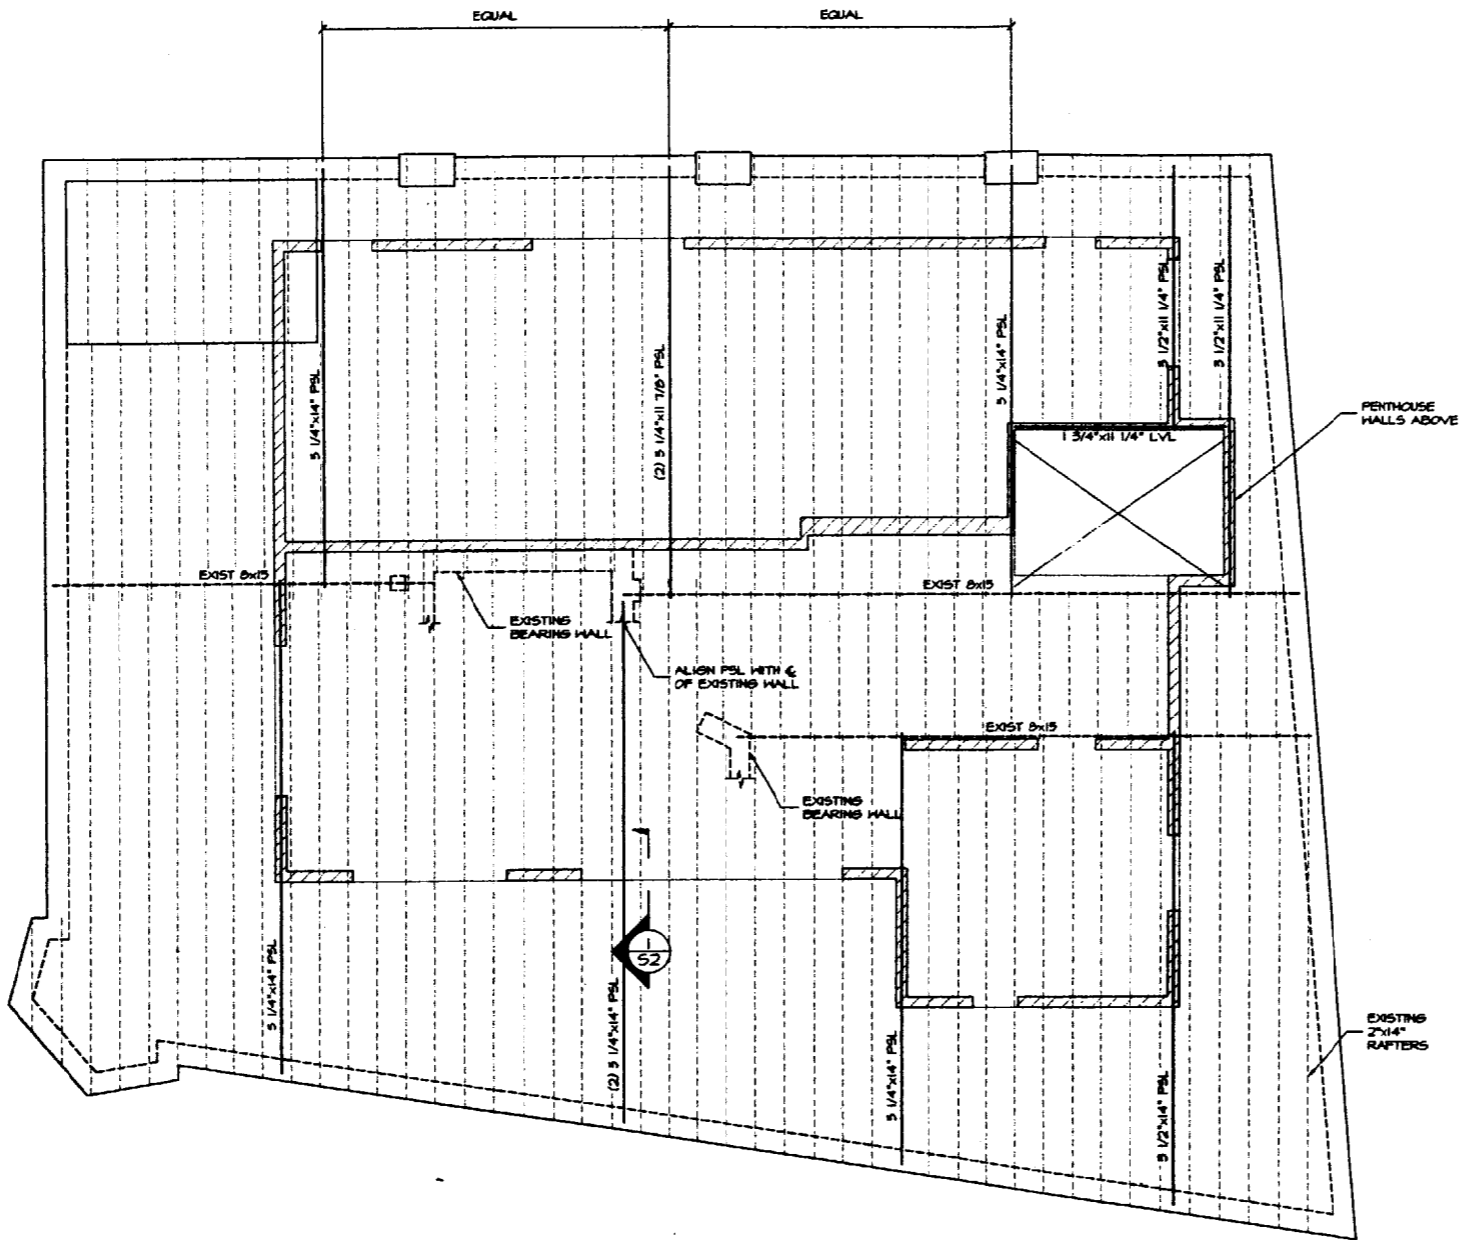 EQUAL
EQUAL
5 1/4"x14" PSL
(2) 5 1/4"x11 7/8" PSL
5 1/4"x14" PSL
3 1/2"x11 1/4" PSL
3 1/2"x11 1/4" PSL
PENTHOUSE
WALLS ABOVE
1 3/4"x11 1/4" LVL
EXIST 8x15
EXIST 8x15
EXISTING
BEARING WALL
ALIGN PSL WITH ℄
OF EXISTING WALL
EXIST 8x15
EXISTING
BEARING WALL
1
S2
5 1/4"x14" PSL
(2) 5 1/4"x14" PSL
5 1/4"x14" PSL
3 1/2"x14" PSL
EXISTING
2"x14"
RAFTERS